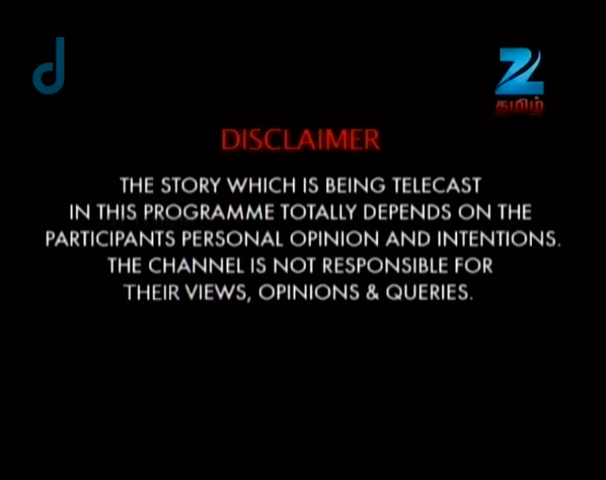 d
Z
தமிழ்
DISCLAIMER
THE STORY WHICH IS BEING TELECAST
IN THIS PROGRAMME TOTALLY DEPENDS ON THE
PARTICIPANTS PERSONAL OPINION AND INTENTIONS.
THE CHANNEL IS NOT RESPONSIBLE FOR
THEIR VIEWS, OPINIONS & QUERIES.